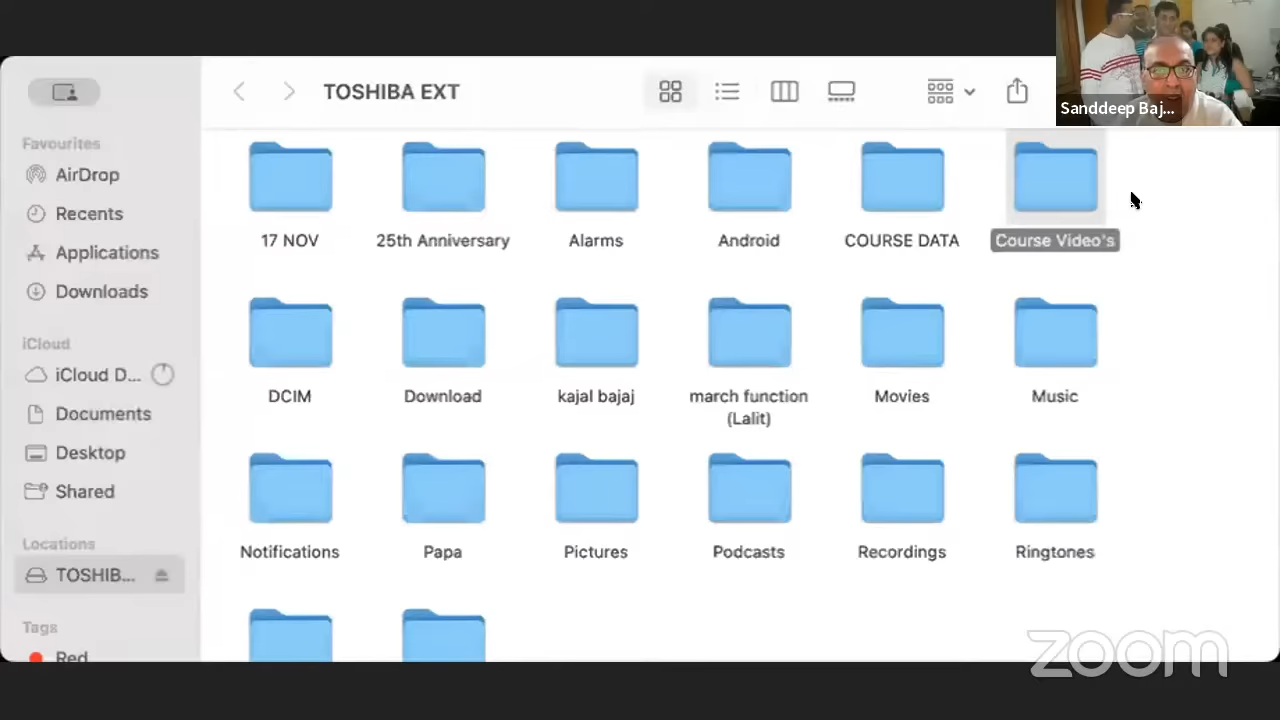 TOSHIBA EXT
Sanddeep Baj...
Favourites
AirDrop
Recents
Applications
Downloads
iCloud
iCloud D...
Documents
Desktop
Shared
Locations
TOSHIB...
Tags
Red
17 NOV
25th Anniversary
Alarms
Android
COURSE DATA
Course Video's
DCIM
Download
kajal bajaj
march function
(Lalit)
Movies
Music
Notifications
Papa
Pictures
Podcasts
Recordings
Ringtones
zoom